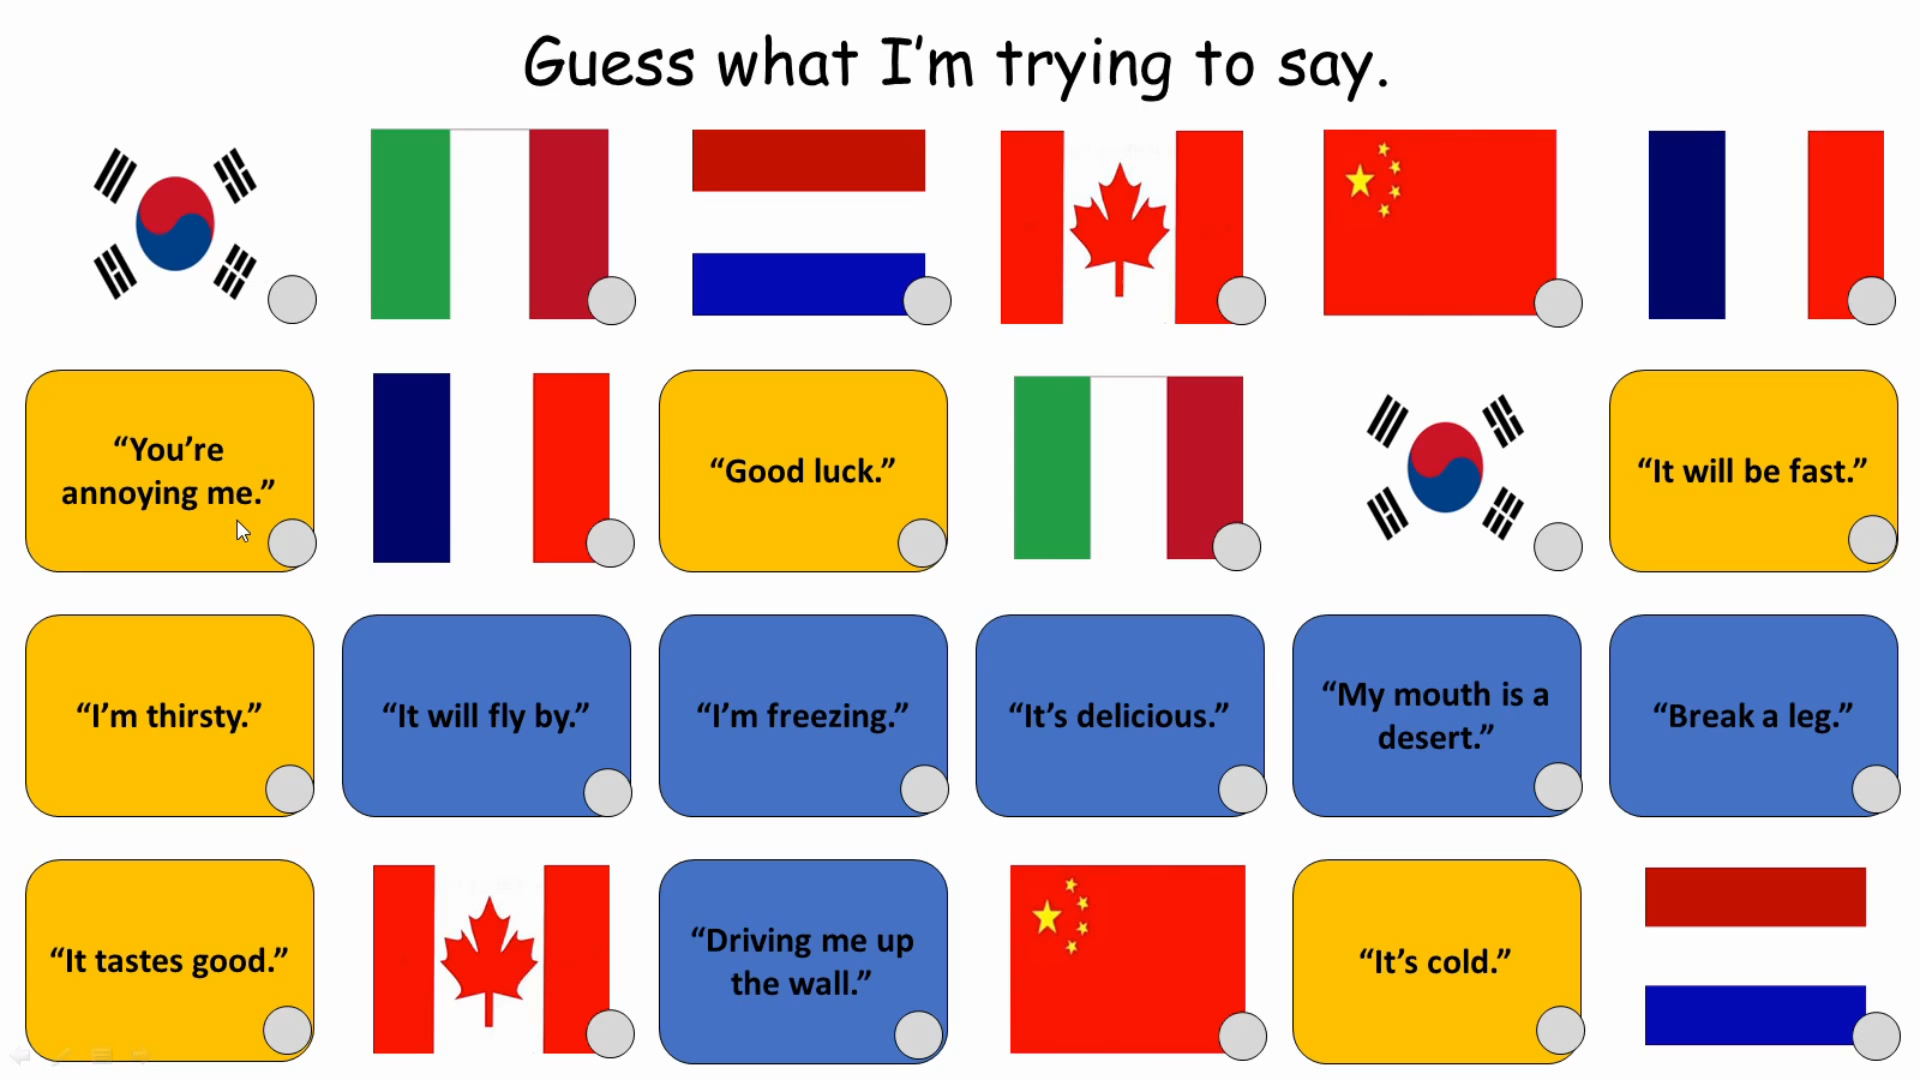 Guess what I’m trying to say.
“You’re
annoying me.”
“Good luck.”
“It will be fast.”
“I’m thirsty.”
“It will fly by.”
“I’m freezing.”
“It’s delicious.”
“My mouth is a
desert.”
“Break a leg.”
“It tastes good.”
“Driving me up
the wall.”
“It’s cold.”